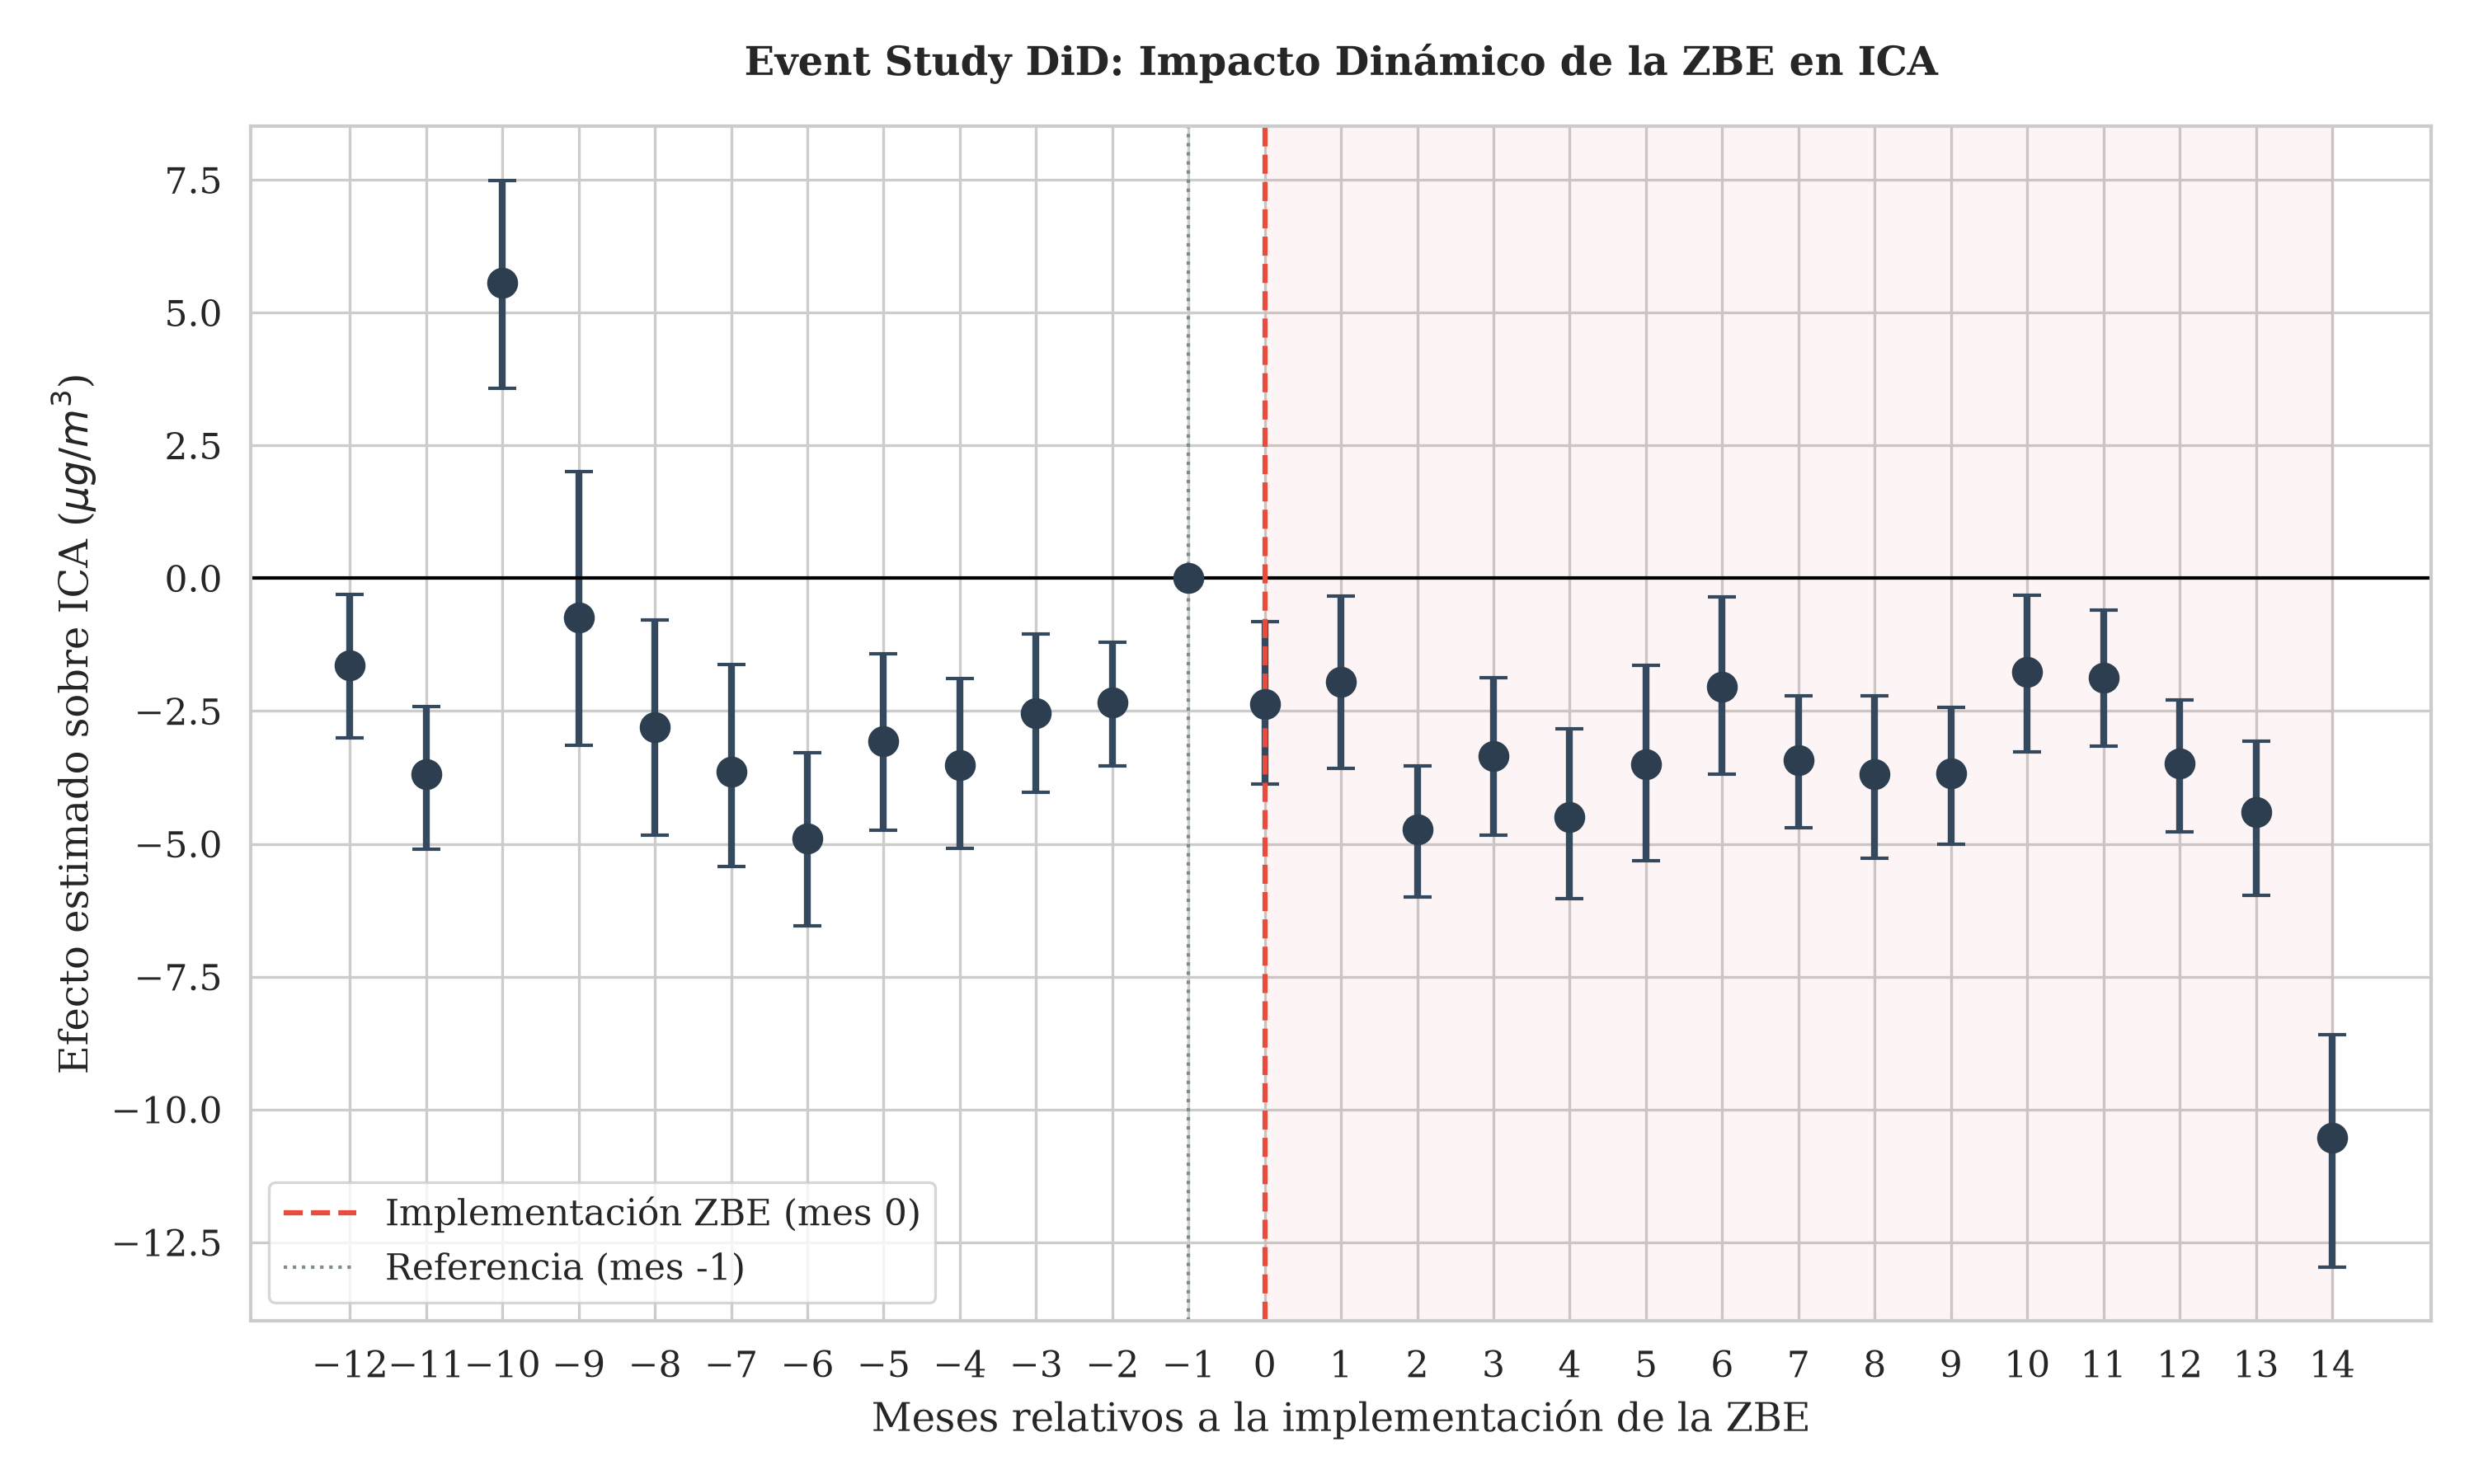 Event Study DiD: Impacto Dinámico de la ZBE en ICA
Efecto estimado sobre ICA (μg/m³)
7.5
5.0
2.5
0.0
−2.5
−5.0
−7.5
−10.0
−12.5
Implementación ZBE (mes 0)
Referencia (mes -1)
−12 −11 −10 −9 −8 −7 −6 −5 −4 −3 −2 −1 0 1 2 3 4 5 6 7 8 9 10 11 12 13 14
Meses relativos a la implementación de la ZBE